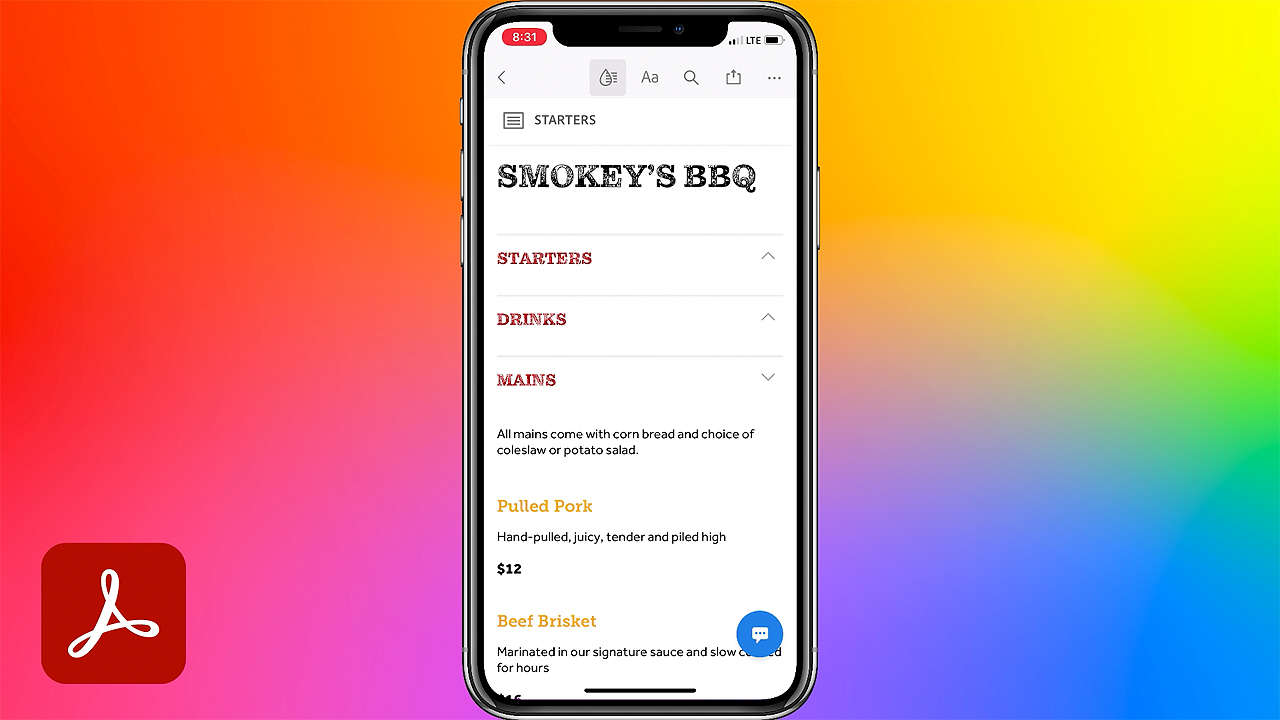 8:31
LTE
Aa
STARTERS
SMOKEY'S BBQ
STARTERS
DRINKS
MAINS
All mains come with corn bread and choice of
coleslaw or potato salad.
Pulled Pork
Hand-pulled, juicy, tender and piled high
$12
Beef Brisket
Marinated in our signature sauce and slow
for hours